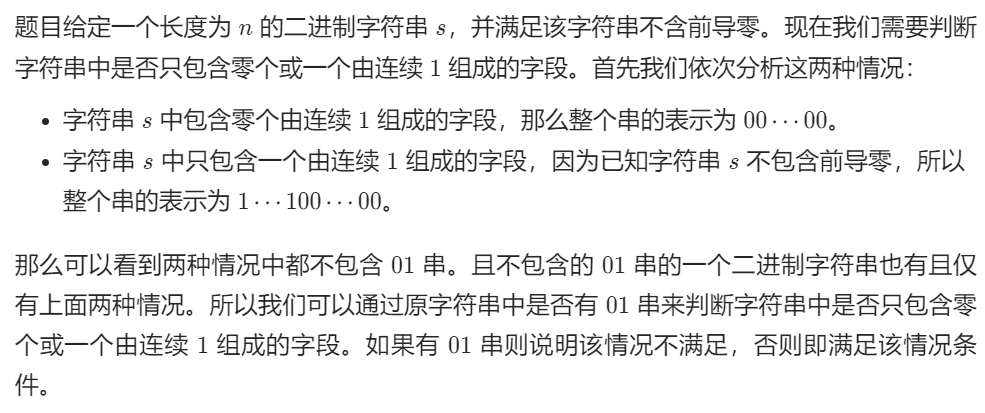 题目给定一个长度为 n 的二进制字符串 s，并满足该字符串不含前导零。现在我们需要判断
字符串中是否只包含零个或一个由连续 1 组成的字段。首先我们依次分析这两种情况：
• 字符串 s 中包含零个由连续 1 组成的字段，那么整个串的表示为 00⋯00。
• 字符串 s 中只包含一个由连续 1 组成的字段，因为已知字符串 s 不包含前导零，所以
整个串的表示为 1⋯100⋯00。
那么可以看到两种情况中都不包含 01 串。且不包含的 01 串的一个二进制字符串也有且仅
有上面两种情况。所以我们可以通过原字符串中是否有 01 串来判断字符串中是否只包含零
个或一个由连续 1 组成的字段。如果有 01 串则说明该情况不满足，否则即满足该情况条
件。